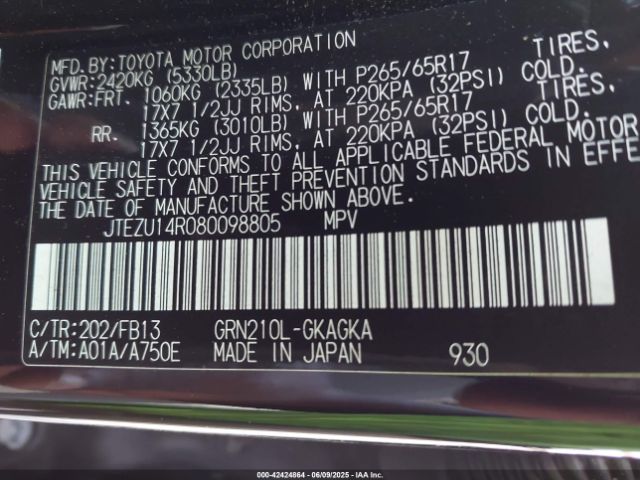 MFD.BY:TOYOTA MOTOR CORPORATION
GVWR:2420KG (5330LB)
GAWR:FRT. 1060KG (2335LB) WITH P265/65R17 TIRES,
17X7 1/2JJ RIMS, AT 220KPA (32PSI) COLD.
RR. 1365KG (3010LB) WITH P265/65R17 TIRES,
17X7 1/2JJ RIMS, AT 220KPA (32PSI) COLD.
THIS VEHICLE CONFORMS TO ALL APPLICABLE FEDERAL MOTOR
VEHICLE SAFETY AND THEFT PREVENTION STANDARDS IN EFFE
THE DATE OF MANUFACTURE SHOWN ABOVE.
JTEZU14R080098805 MPV
C/TR:202/FB13 GRN210L-GKAGKA
A/TM:A01A/A750E MADE IN JAPAN 930
000-42424864 - 06/09/2025 - IAA Inc.